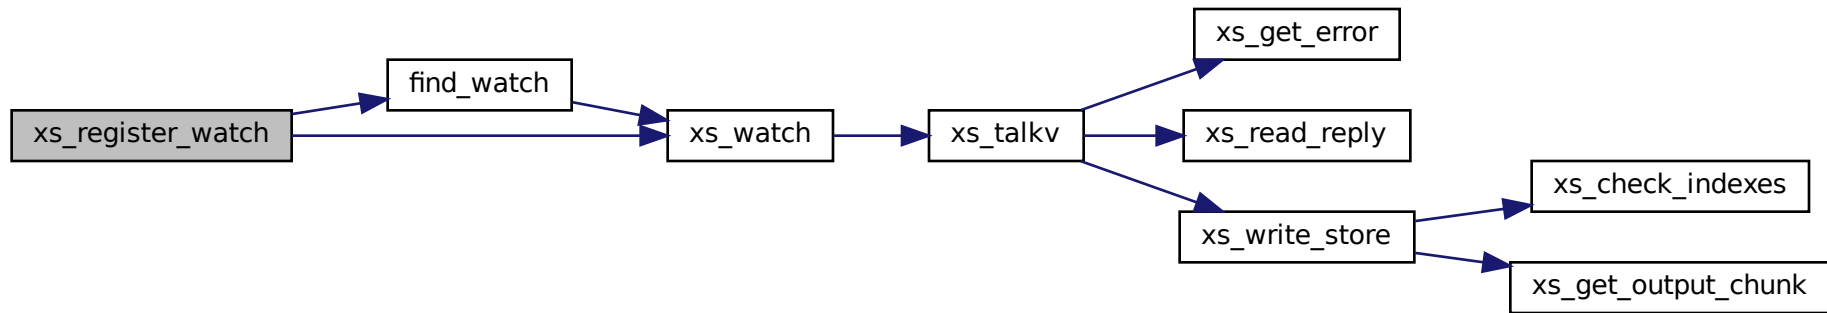 xs_register_watch
find_watch
xs_watch
xs_talkv
xs_get_error
xs_read_reply
xs_write_store
xs_check_indexes
xs_get_output_chunk